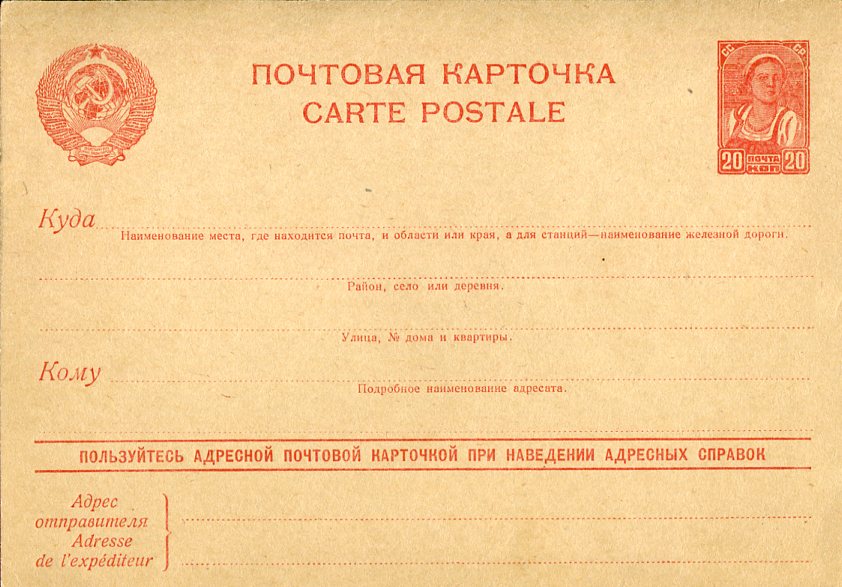 ПОЧТОВАЯ КАРТОЧКА
CARTE POSTALE
СС СР
20 ПОЧТА 20
КОП
Куда
Наименование места, где находится почта, и области или края, а для станций—наименование железной дороги.
Район, село или деревня.
Улица, № дома и квартиры.
Кому
Подробное наименование адресата.
ПОЛЬЗУЙТЕСЬ АДРЕСНОЙ ПОЧТОВОЙ КАРТОЧКОЙ ПРИ НАВЕДЕНИИ АДРЕСНЫХ СПРАВОК
Адрес
отправителя
Adresse
de l'expéditeur